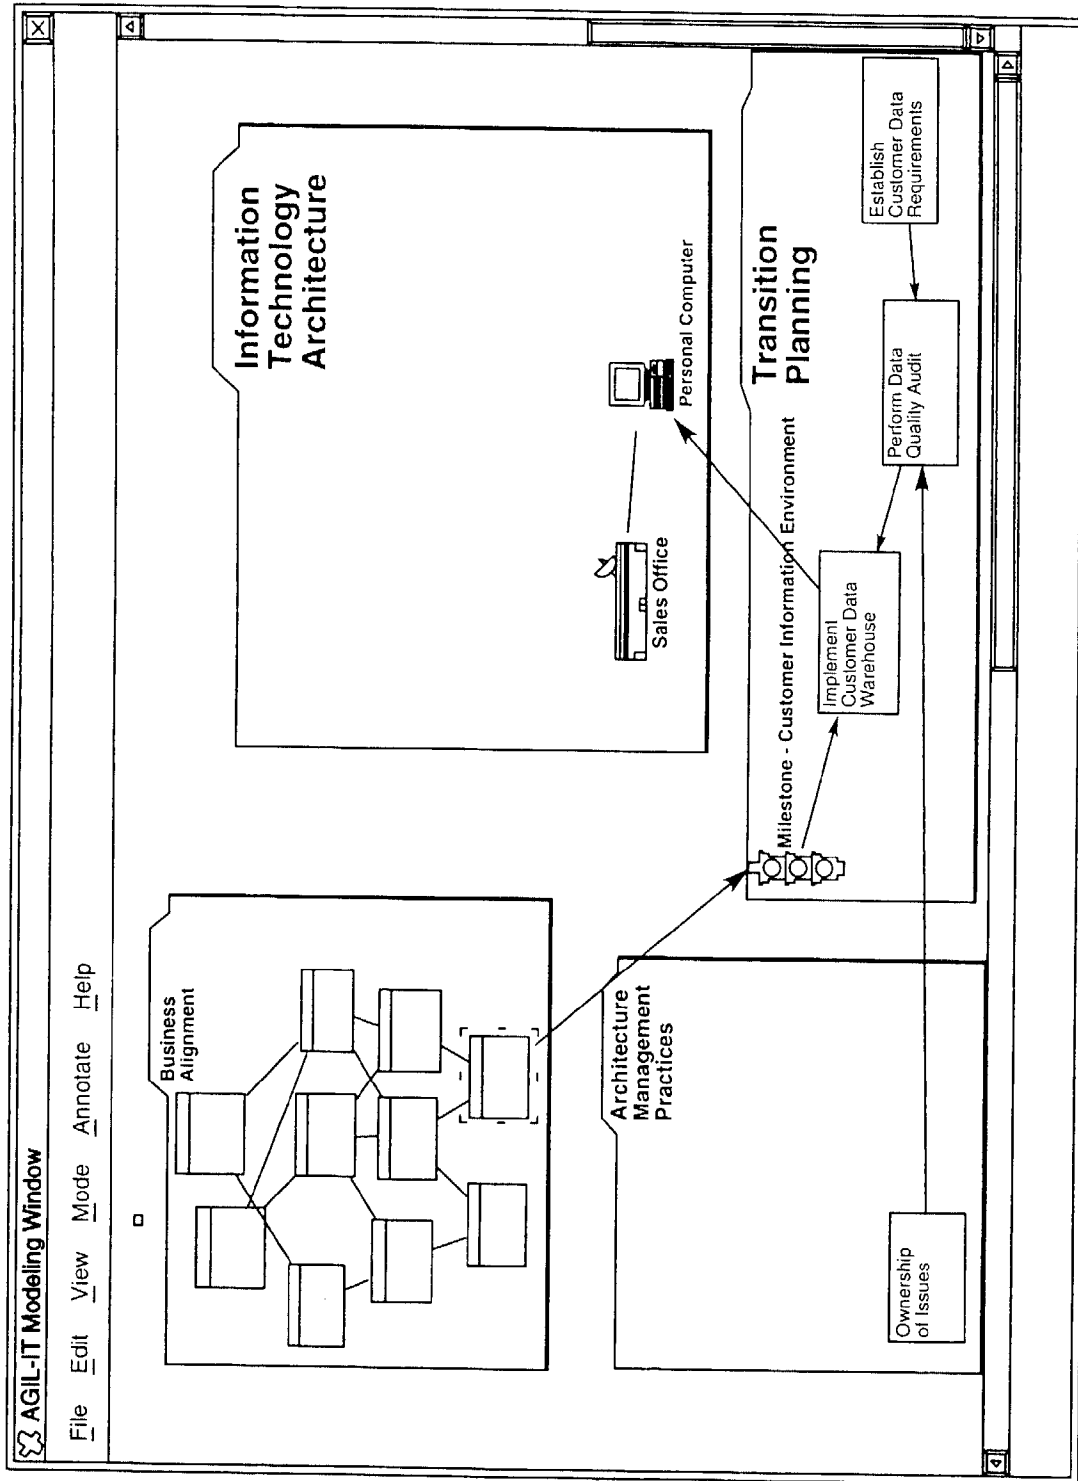 AGIL-IT Modeling Window
File Edit View Mode Annotate Help
Business
Alignment
Information
Technology
Architecture
Sales Office
Personal Computer
Architecture
Management
Practices
Ownership
of Issues
Milestone - Customer Information Environment
Transition
Planning
Implement
Customer Data
Warehouse
Perform Data
Quality Audit
Establish
Customer Data
Requirements